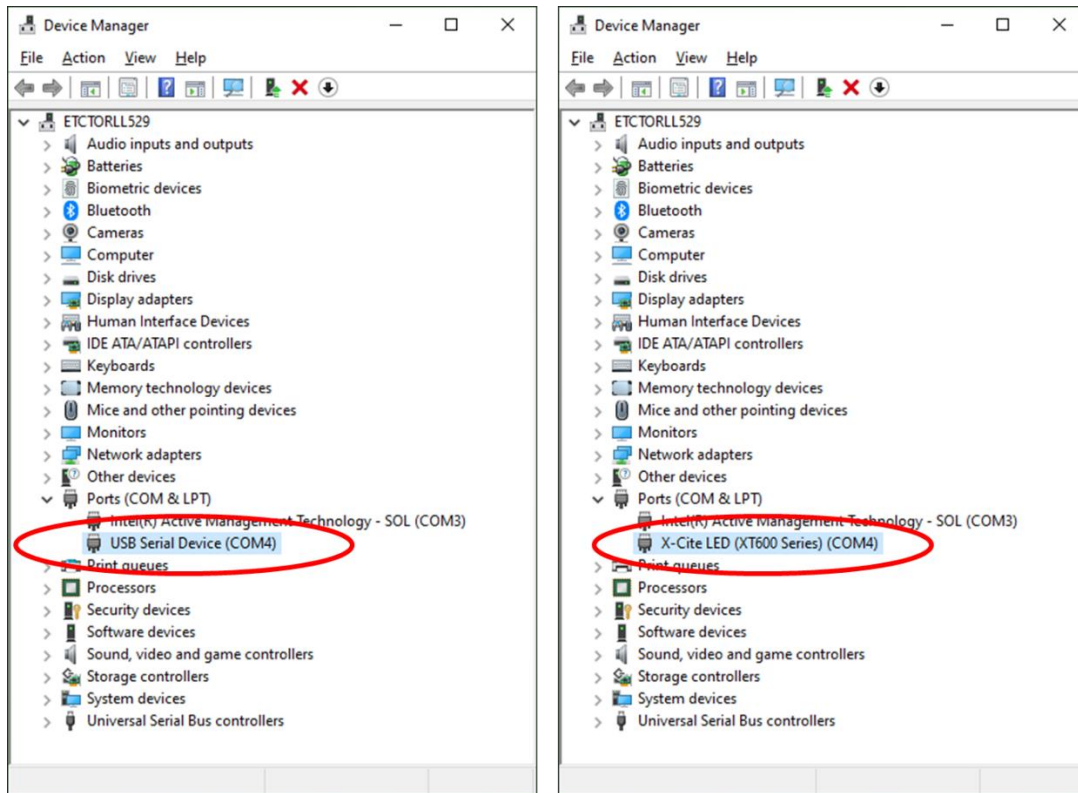 Device Manager
File Action View Help
ETCTORLL529
Audio inputs and outputs
Batteries
Biometric devices
Bluetooth
Cameras
Computer
Disk drives
Display adapters
Human Interface Devices
IDE ATA/ATAPI controllers
Keyboards
Memory technology devices
Mice and other pointing devices
Monitors
Network adapters
Other devices
Ports (COM & LPT)
Intel(R) Active Management Technology - SOL (COM3)
USB Serial Device (COM4)
Print queues
Processors
Security devices
Software devices
Sound, video and game controllers
Storage controllers
System devices
Universal Serial Bus controllers
Device Manager
File Action View Help
ETCTORLL529
Audio inputs and outputs
Batteries
Biometric devices
Bluetooth
Cameras
Computer
Disk drives
Display adapters
Human Interface Devices
IDE ATA/ATAPI controllers
Keyboards
Memory technology devices
Mice and other pointing devices
Monitors
Network adapters
Other devices
Ports (COM & LPT)
Intel(R) Active Management Technology - SOL (COM3)
X-Cite LED (XT600 Series) (COM4)
Print queues
Processors
Security devices
Software devices
Sound, video and game controllers
Storage controllers
System devices
Universal Serial Bus controllers